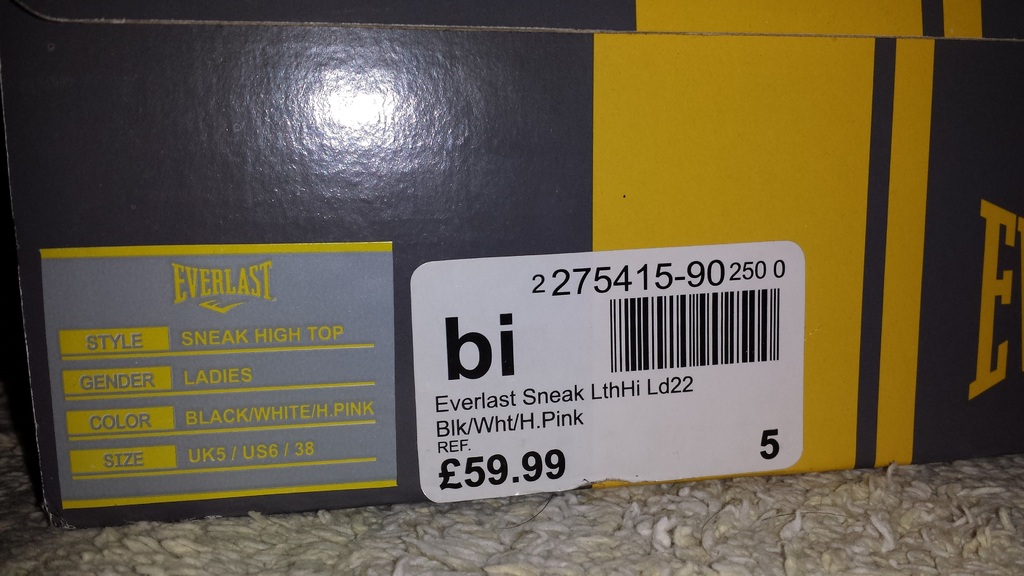 EVERLAST
STYLE SNEAK HIGH TOP
GENDER LADIES
COLOR BLACK/WHITE/H.PINK
SIZE UK5 / US6 / 38
2 275415-90 250 0
bi
Everlast Sneak LthHi Ld22
Blk/Wht/H.Pink
REF.
£59.99
5